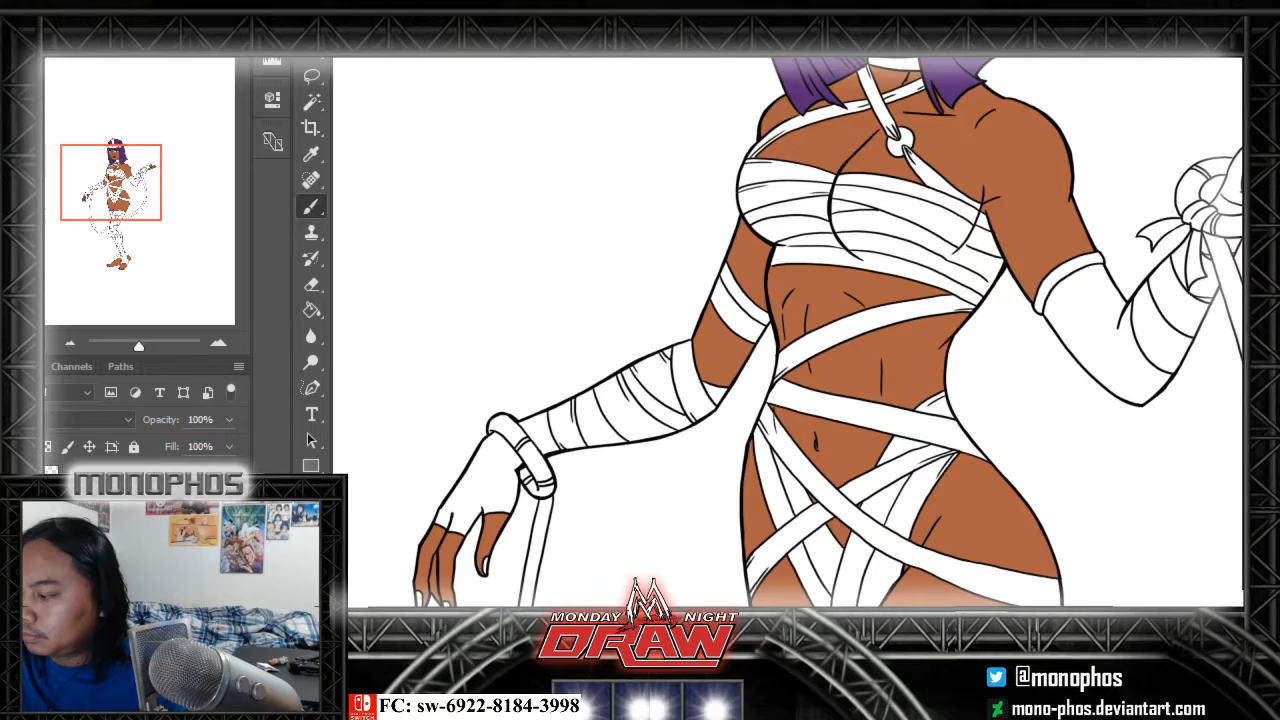 Channels Paths
Opacity: 100%
Fill: 100%
MONOPHOS
MONDAY NIGHT
DRAW
FC: sw-6922-8184-3998
@monophos
mono-phos.deviantart.com